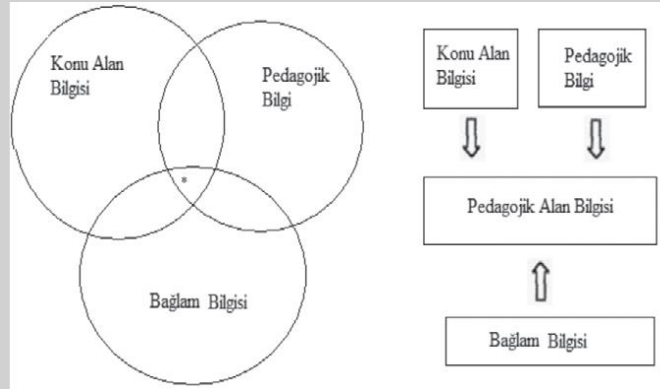 Konu Alan
Bilgisi
Pedagojik
Bilgi
*
Bağlam Bilgisi
Konu Alan
Bilgisi
Pedagojik
Bilgi
Pedagojik Alan Bilgisi
Bağlam Bilgisi